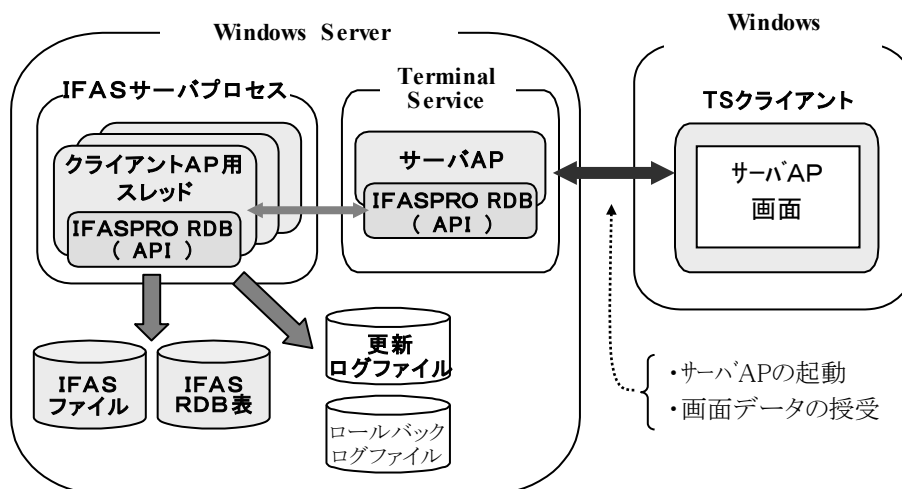 Windows Server
Windows
IFASサーバプロセス
Terminal
Service
TSクライアント
クライアントAP用
スレッド
IFASPRO RDB
( API )
サーバAP
IFASPRO RDB
( API )
サーバAP
画面
IFAS
ファイル
IFAS
RDB表
更新
ログファイル
ロールバック
ログファイル
・サーバAPの起動
・画面データの授受